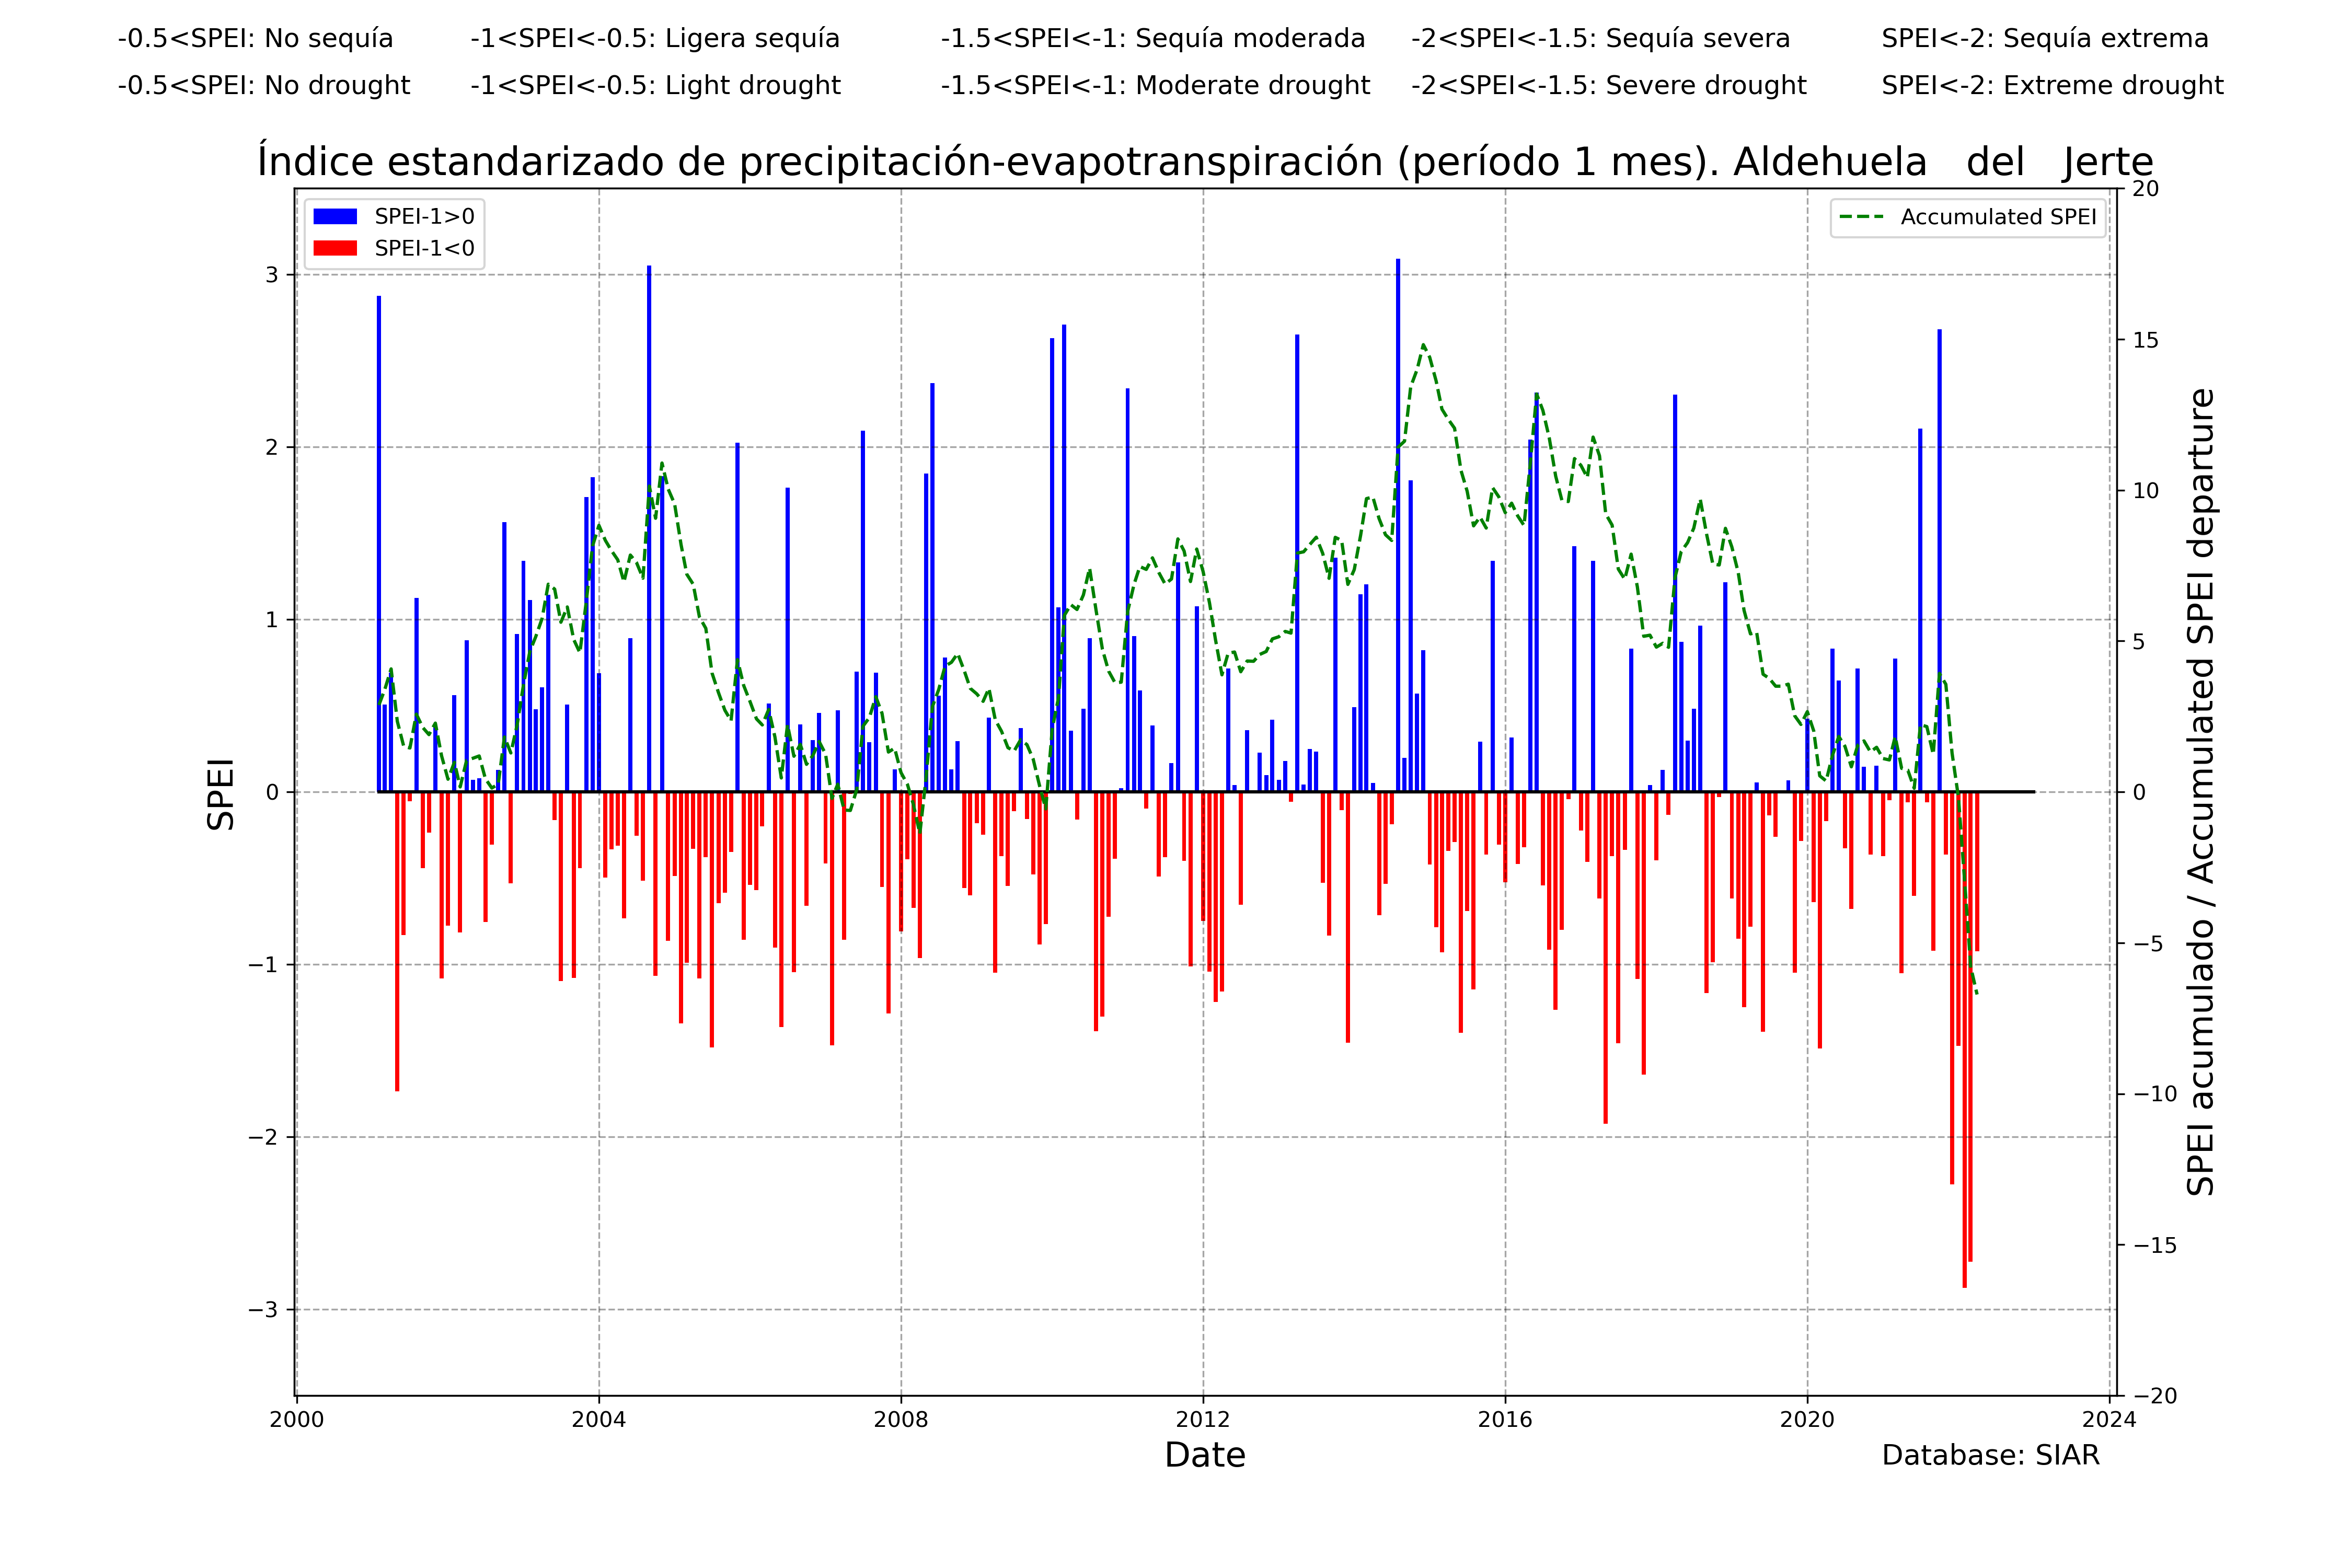 -0.5<SPEI: No sequía -1<SPEI<-0.5: Ligera sequía -1.5<SPEI<-1: Sequía moderada -2<SPEI<-1.5: Sequía severa SPEI<-2: Sequía extrema
-0.5<SPEI: No drought -1<SPEI<-0.5: Light drought -1.5<SPEI<-1: Moderate drought -2<SPEI<-1.5: Severe drought SPEI<-2: Extreme drought
Índice estandarizado de precipitación-evapotranspiración (período 1 mes). Aldehuela del Jerte
SPEI-1>0
SPEI-1<0
Accumulated SPEI
SPEI
3
2
1
0
−1
−2
−3
20
15
10
5
0
−5
−10
−15
−20
SPEI acumulado / Accumulated SPEI departure
2000 2004 2008 2012 2016 2020 2024
Date
Database: SIAR